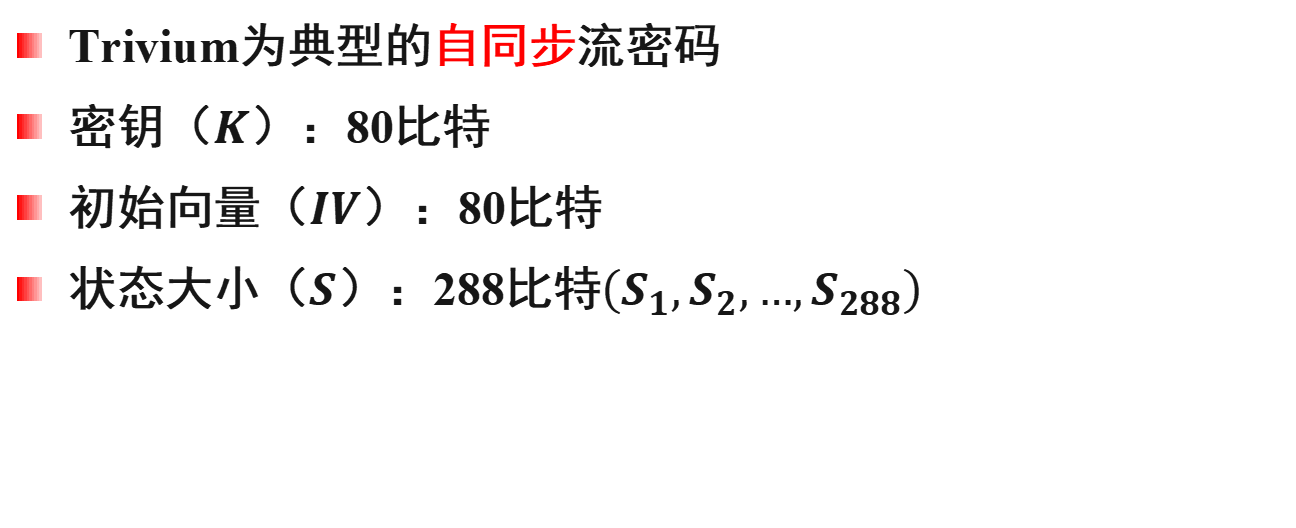 Trivium为典型的自同步流密码
密钥（K）：80比特
初始向量（IV）：80比特
状态大小（S）：288比特(S₁, S₂, …, S₂₈₈)